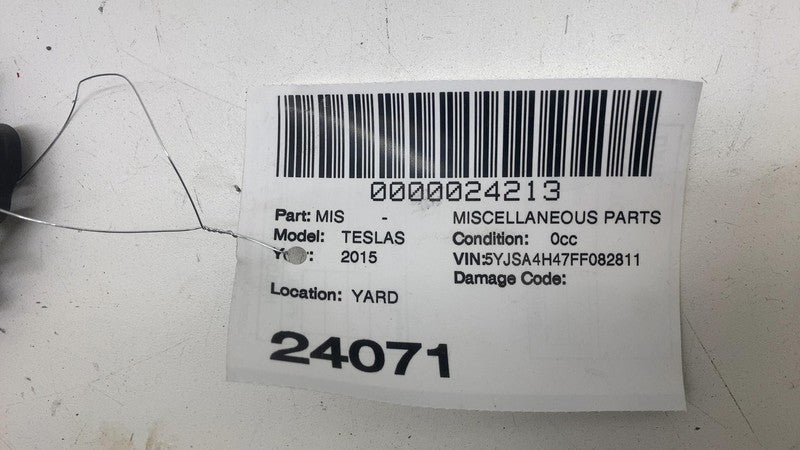 0000024213
Part: MIS - MISCELLANEOUS PARTS
Model: TESLAS Condition: 0cc
2015 VIN:5YJSA4H47FF082811
Damage Code:
Location: YARD
24071